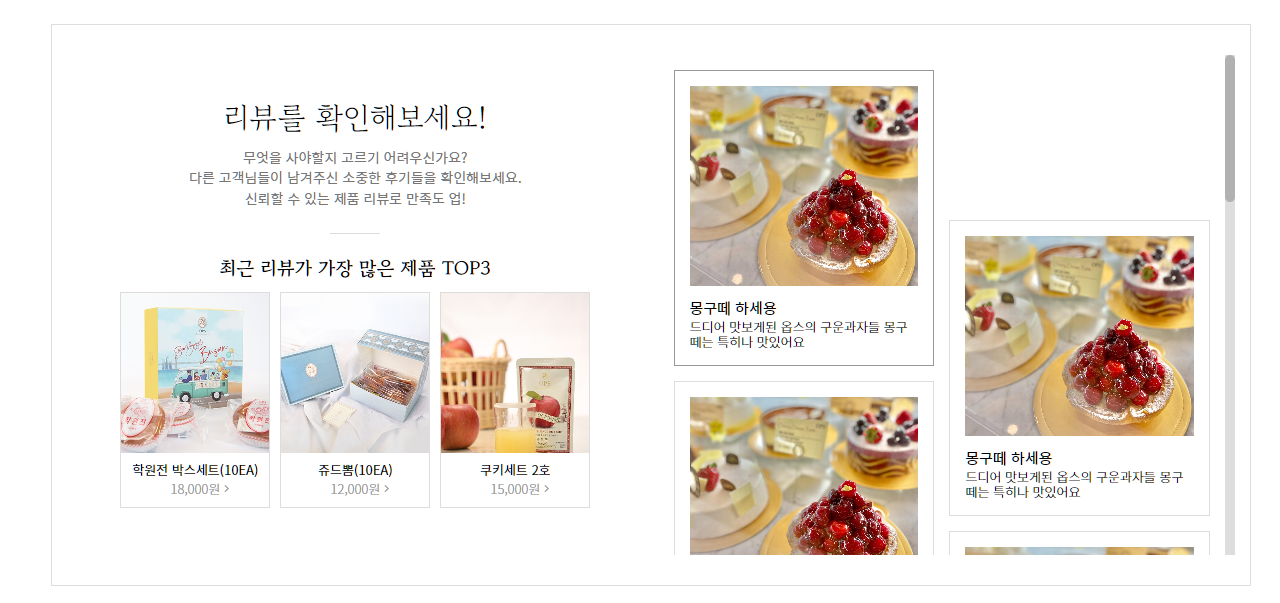 리뷰를 확인해보세요!
무엇을 사야할지 고르기 어려우신가요?
다른 고객님들이 남겨주신 소중한 후기들을 확인해보세요.
신뢰할 수 있는 제품 리뷰로 만족도 업!
최근 리뷰가 가장 많은 제품 TOP3
학원전 박스세트(10EA)
18,000원 >
쥬드뽐(10EA)
12,000원 >
쿠키세트 2호
15,000원 >
몽구떼 하세용
드디어 맛보게된 옵스의 구운과자들 몽구
떼는 특히나 맛있어요
몽구떼 하세용
드디어 맛보게된 옵스의 구운과자들 몽구
떼는 특히나 맛있어요